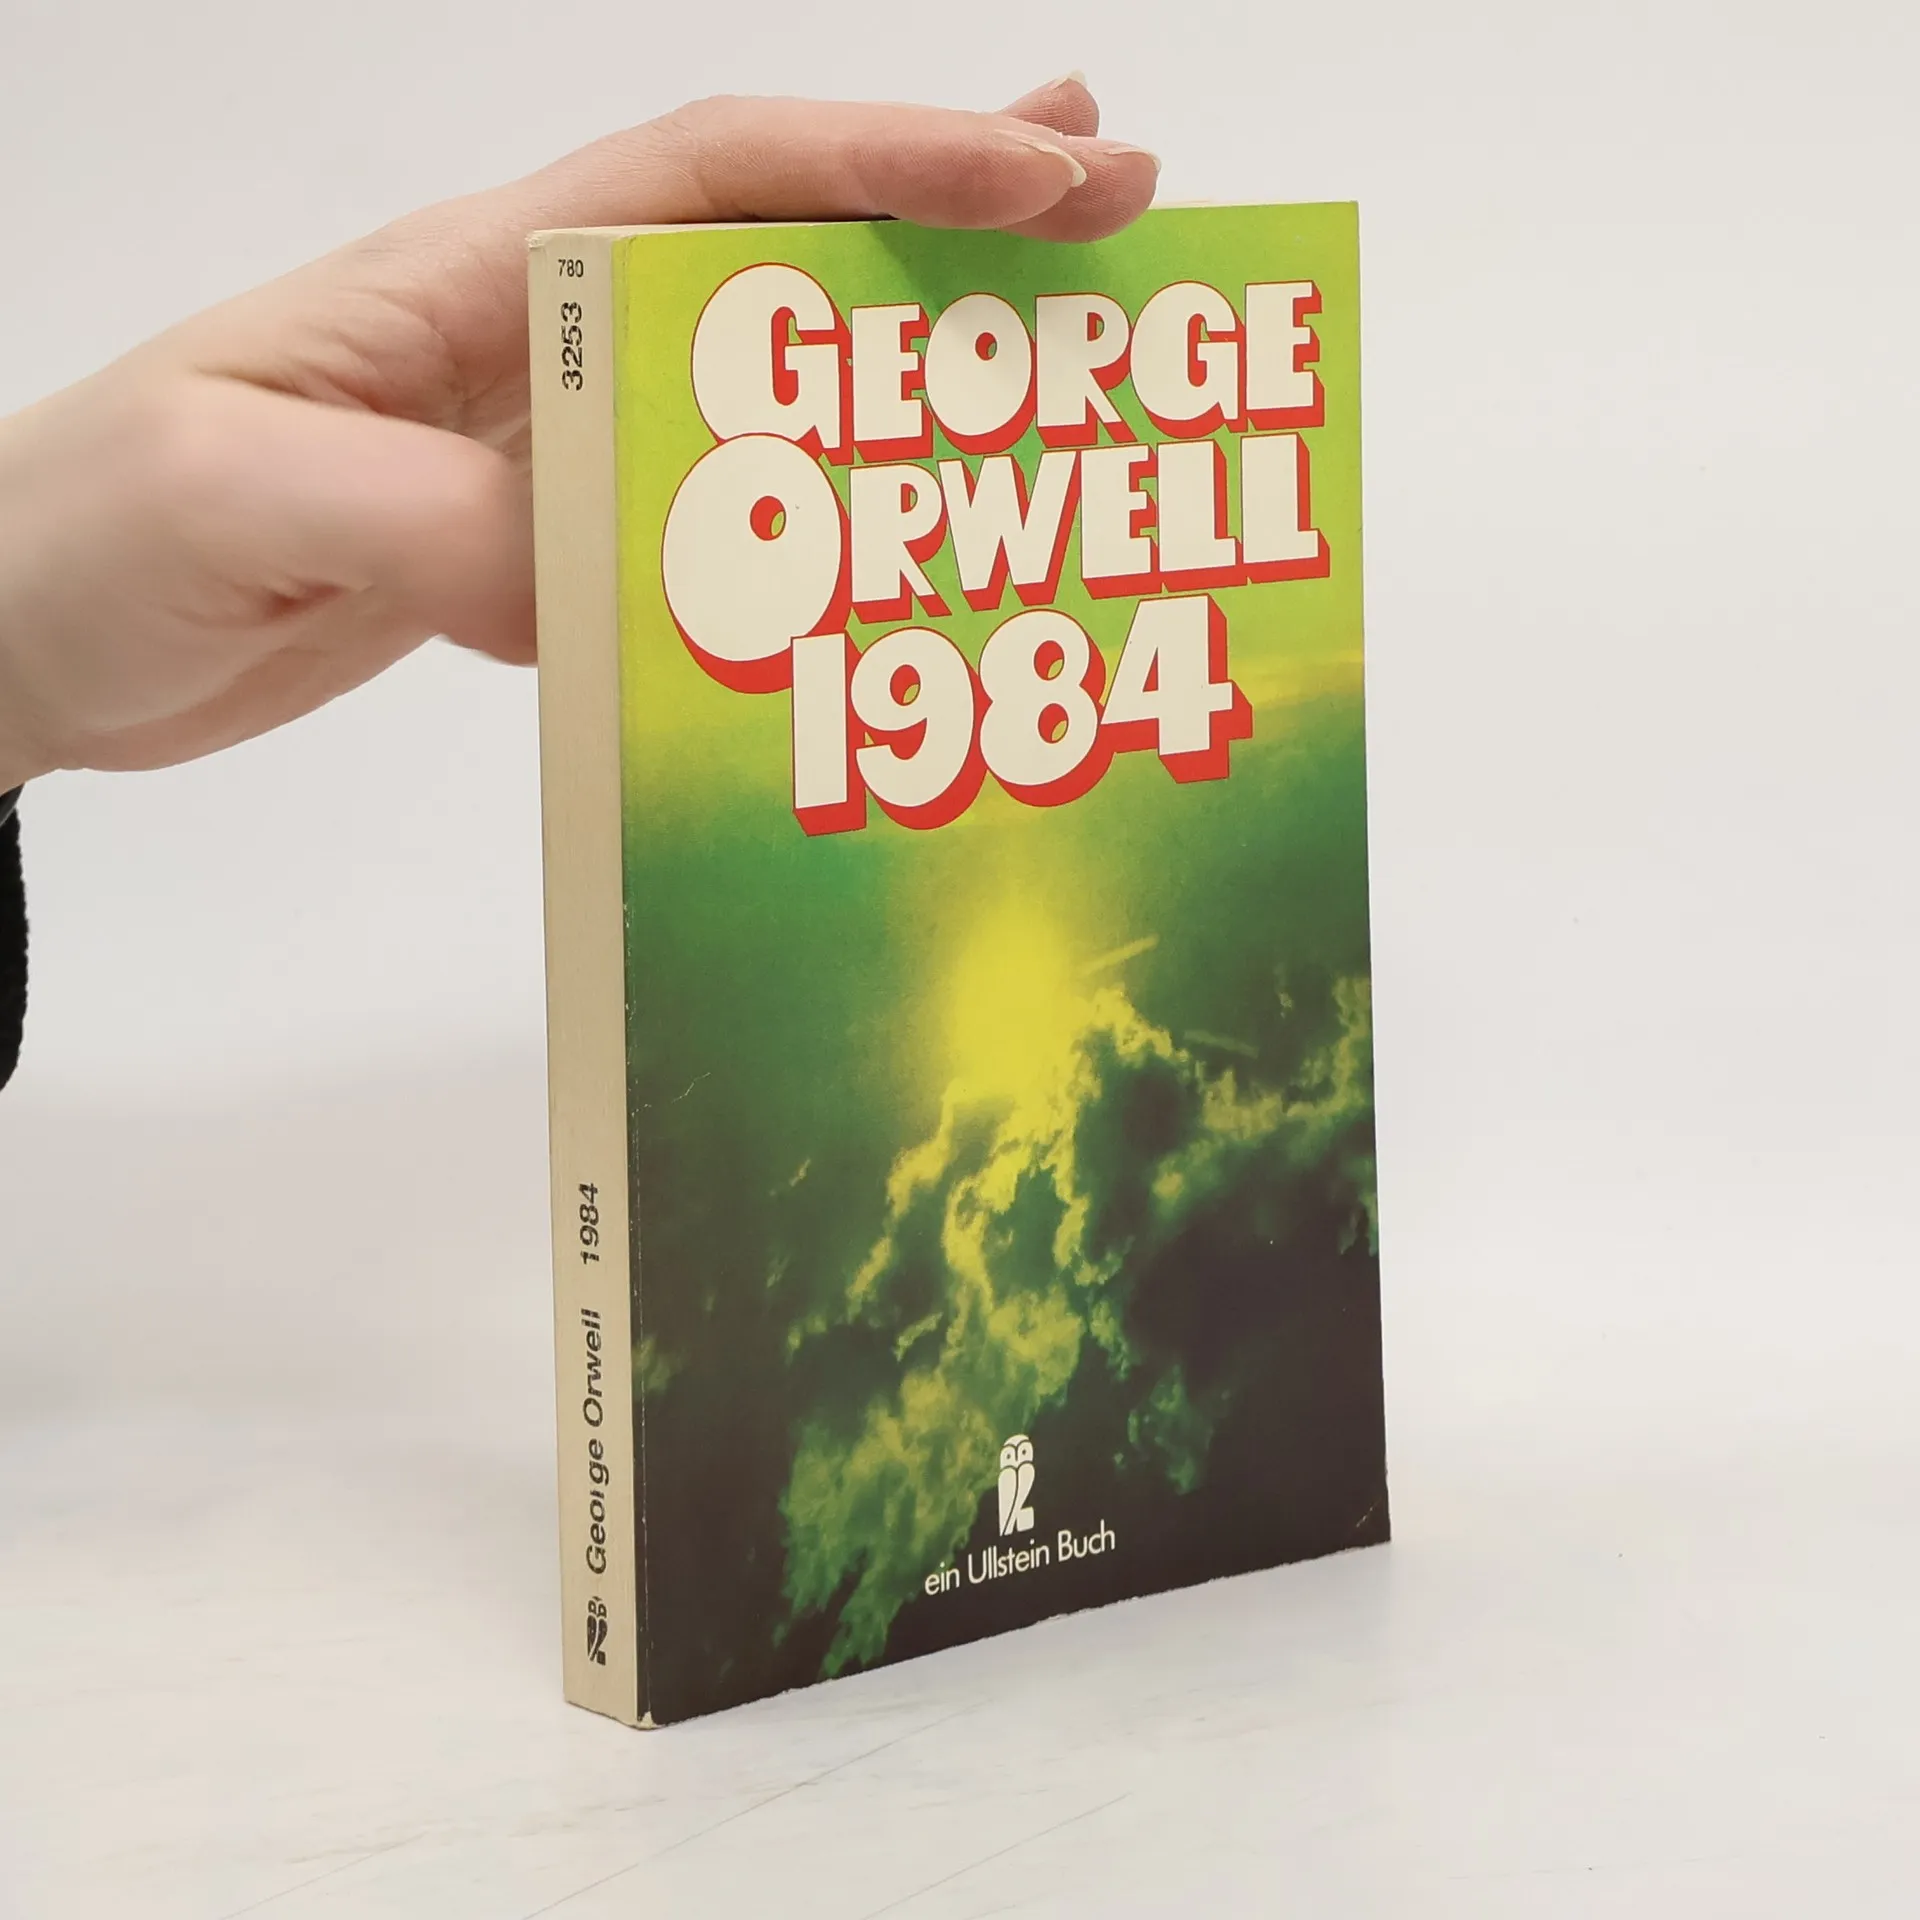 780
3253
George Orwell 1984
GEORGE
ORWELL
1984
ein Ullstein Buch